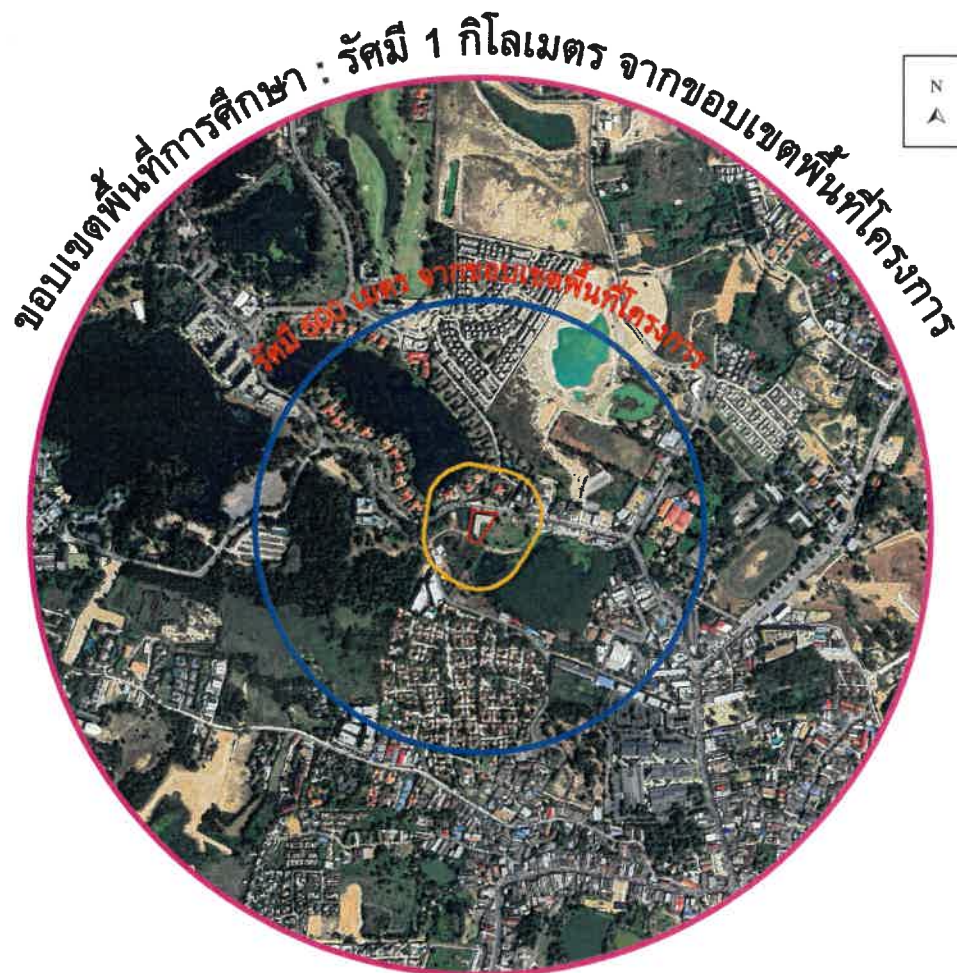 ขอบเขตพื้นที่การศึกษา : รัศมี 1 กิโลเมตร จากขอบเขตพื้นที่โครงการ
N
รัศมี 500 เมตร จากขอบเขตพื้นที่โครงการ